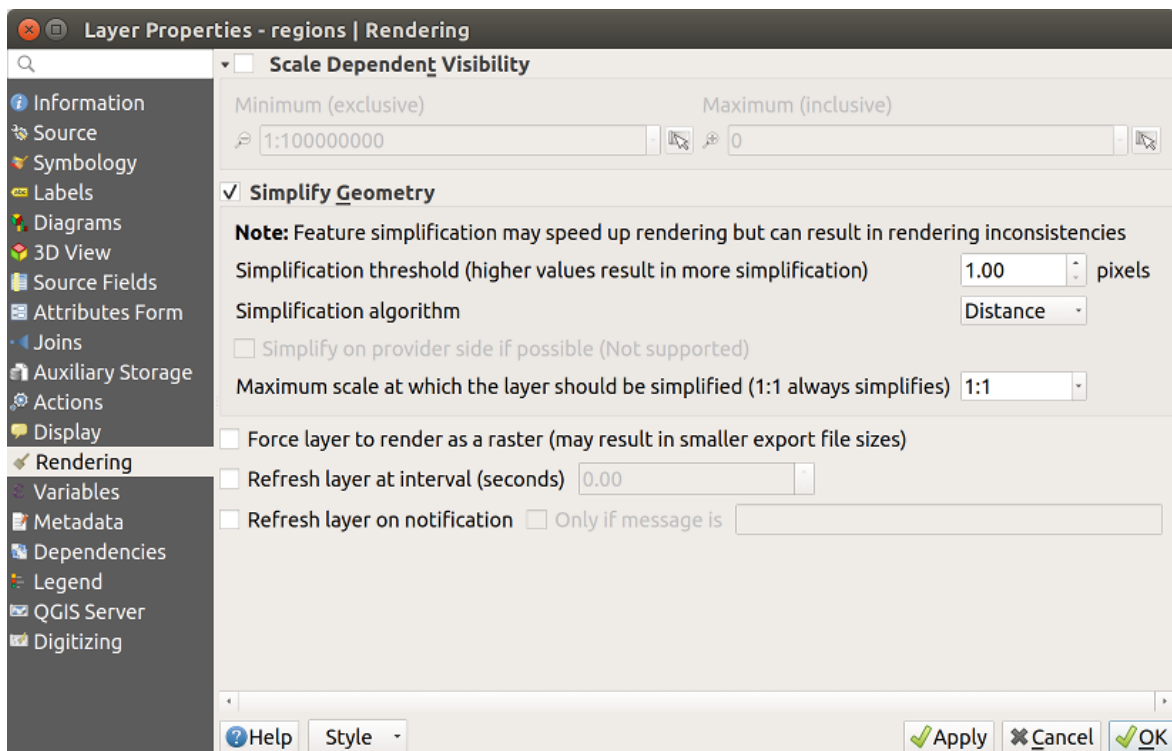 Layer Properties - regions | Rendering
Information
Source
Symbology
Labels
Diagrams
3D View
Source Fields
Attributes Form
Joins
Auxiliary Storage
Actions
Display
Rendering
Variables
Metadata
Dependencies
Legend
QGIS Server
Digitizing
Scale Dependent Visibility
Minimum (exclusive) Maximum (inclusive)
1:100000000 0
Simplify Geometry
Note: Feature simplification may speed up rendering but can result in rendering inconsistencies
Simplification threshold (higher values result in more simplification) 1.00 pixels
Simplification algorithm Distance
Simplify on provider side if possible (Not supported)
Maximum scale at which the layer should be simplified (1:1 always simplifies) 1:1
Force layer to render as a raster (may result in smaller export file sizes)
Refresh layer at interval (seconds) 0.00
Refresh layer on notification Only if message is
Help Style Apply Cancel OK